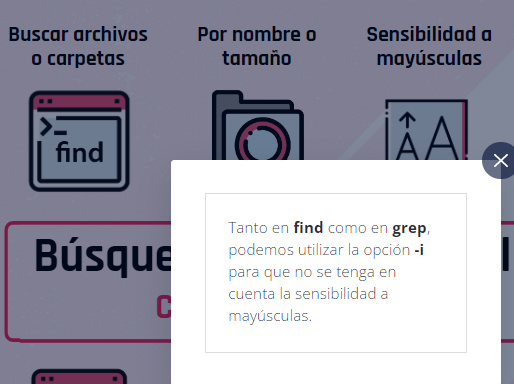 Buscar archivos
o carpetas
Por nombre o
tamaño
Sensibilidad a
mayúsculas
find
AA
Búsque
C
Tanto en find como en grep,
podemos utilizar la opción -i
para que no se tenga en
cuenta la sensibilidad a
mayúsculas.